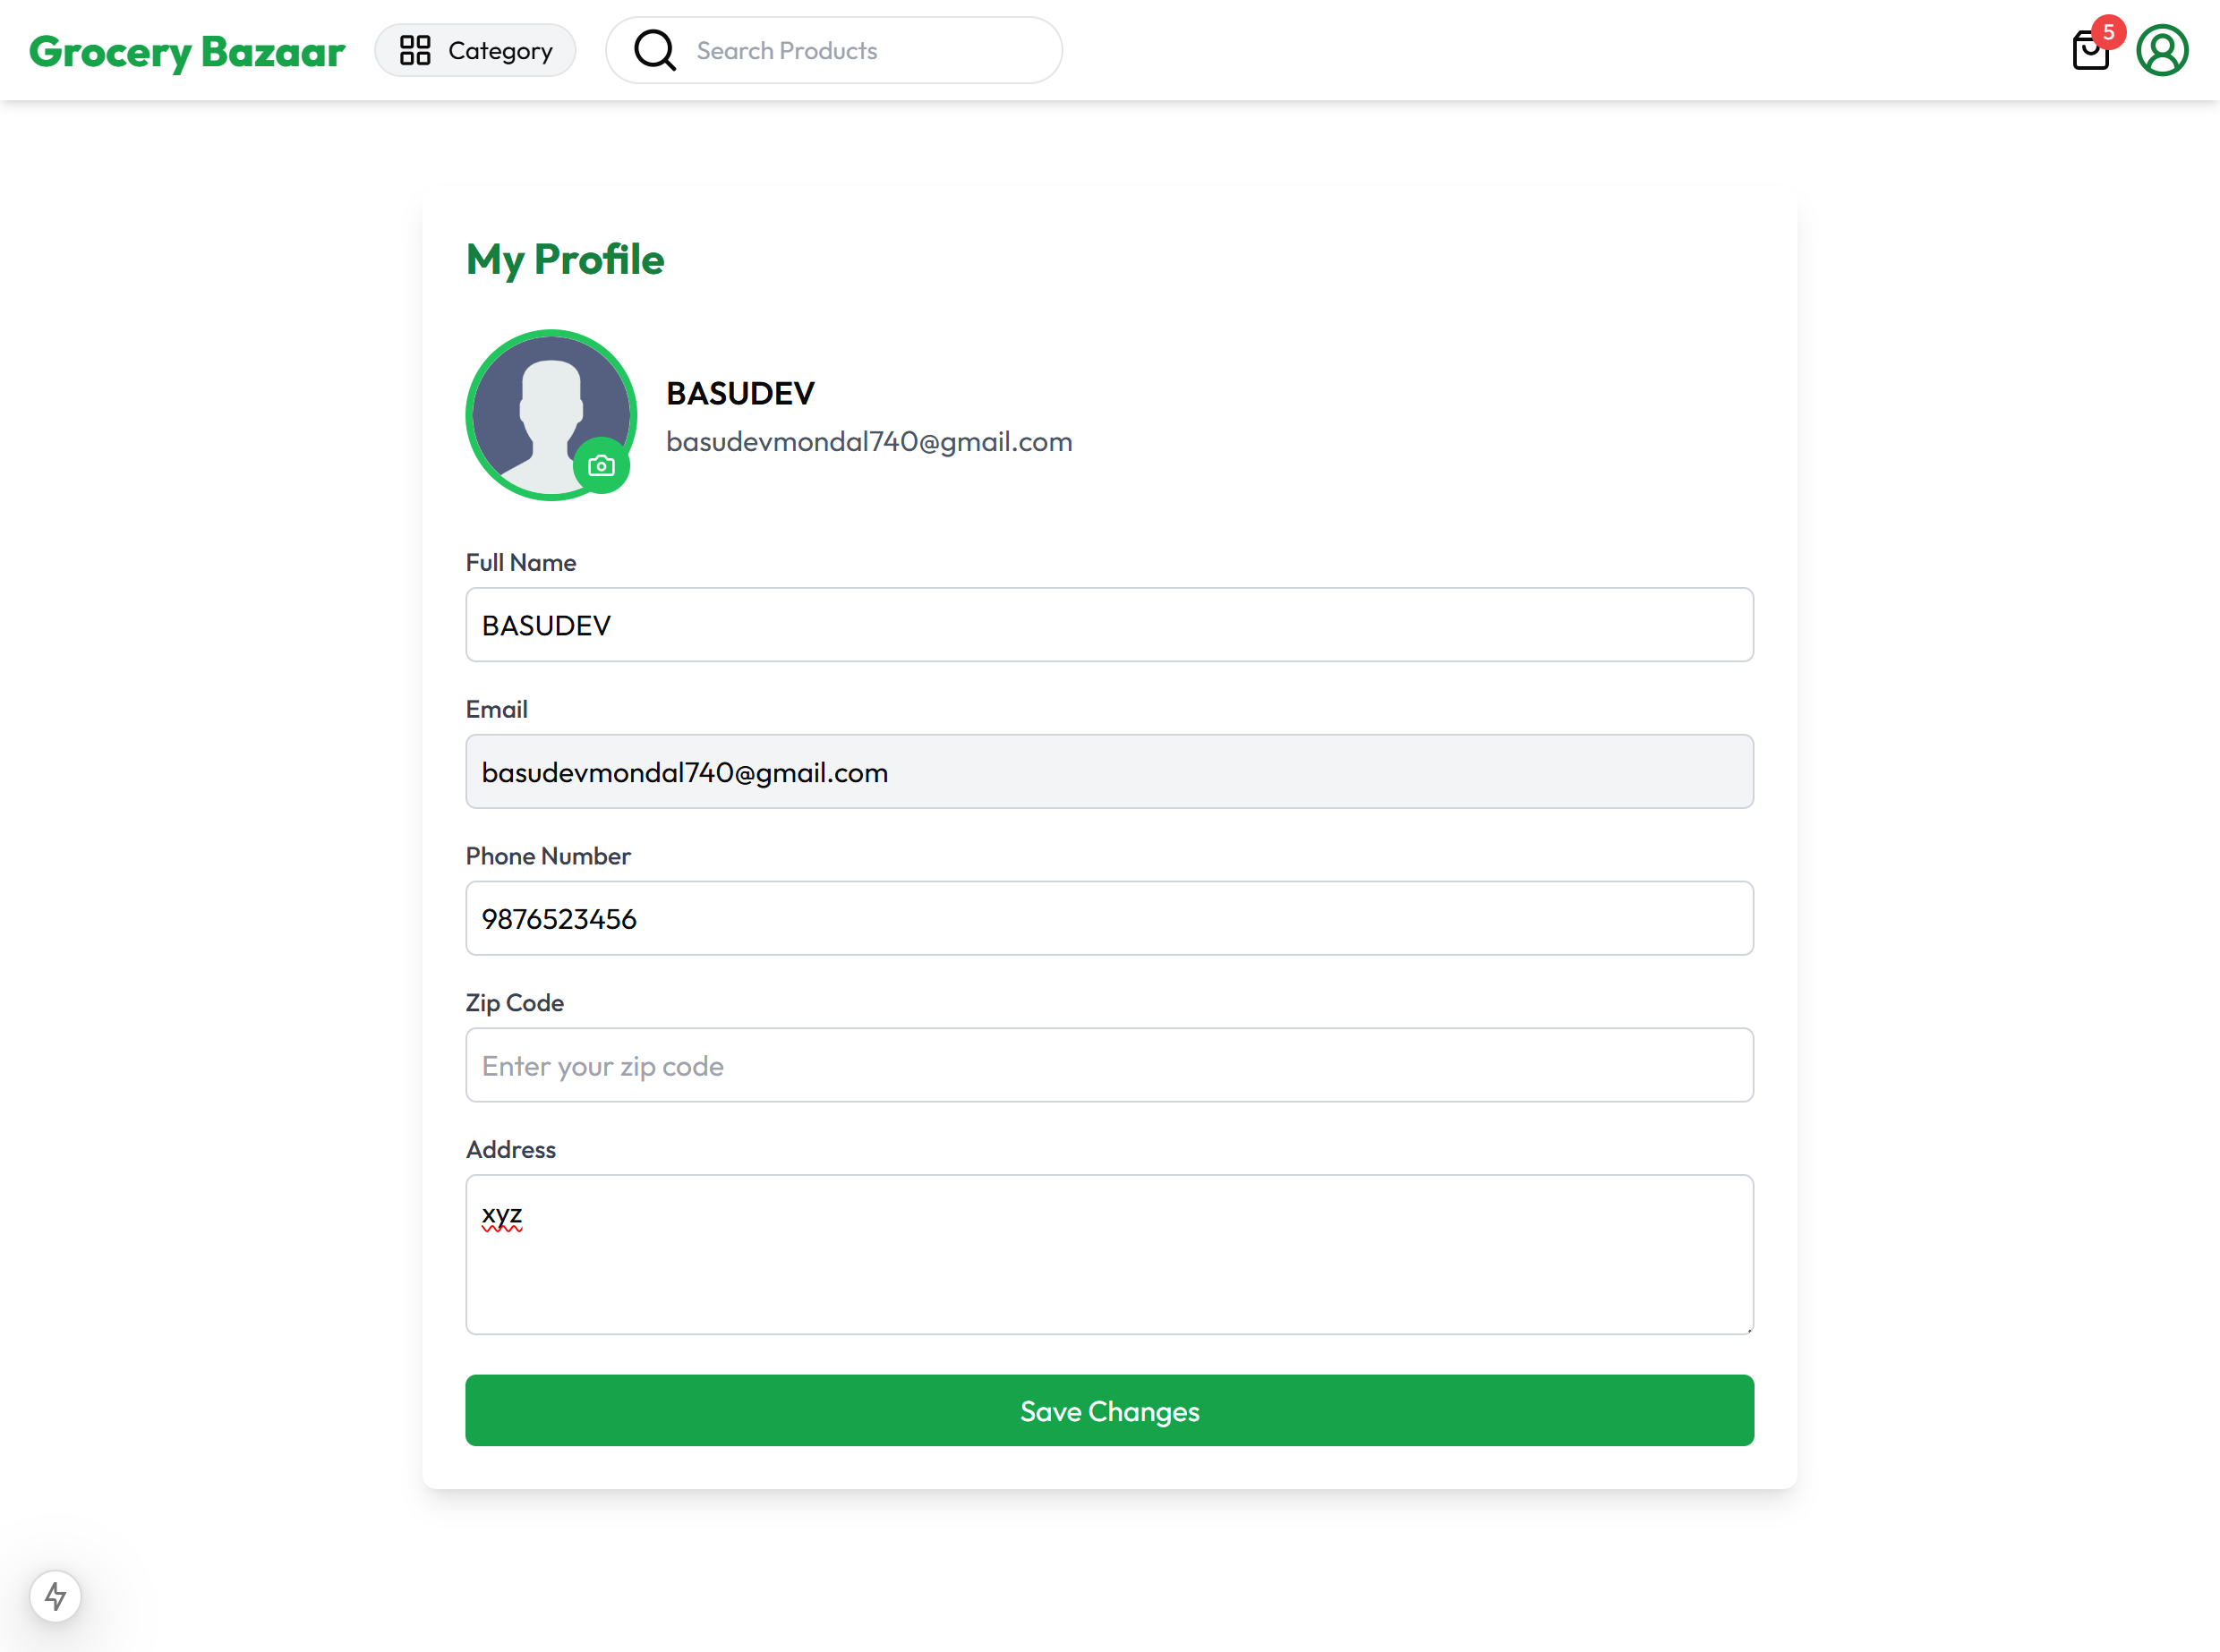 Grocery Bazaar
Category
Search Products
5
My Profile
BASUDEV
basudevmondal740@gmail.com
Full Name
BASUDEV
Email
basudevmondal740@gmail.com
Phone Number
9876523456
Zip Code
Enter your zip code
Address
xyz
Save Changes